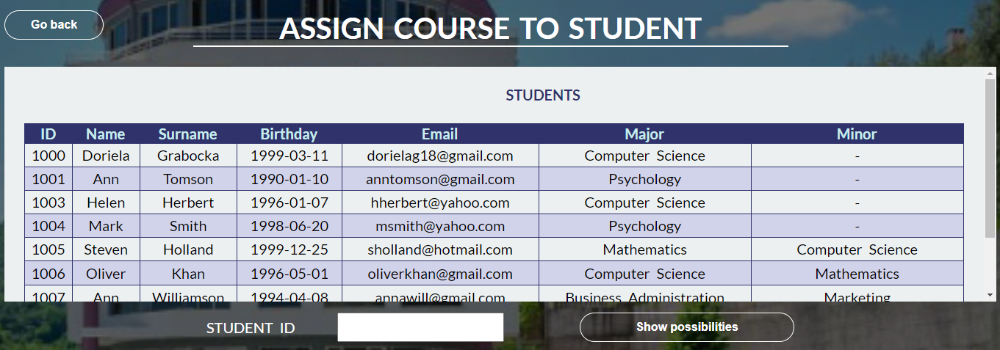 Go back
ASSIGN COURSE TO STUDENT
STUDENTS
ID Name Surname Birthday Email Major Minor
1000 Doriela Grabocka 1999-03-11 dorielag18@gmail.com Computer Science -
1001 Ann Tomson 1990-01-10 anntomson@gmail.com Psychology -
1003 Helen Herbert 1996-01-07 hherbert@yahoo.com Computer Science -
1004 Mark Smith 1998-06-20 msmith@yahoo.com Psychology -
1005 Steven Holland 1999-12-25 sholland@hotmail.com Mathematics Computer Science
1006 Oliver Khan 1996-05-01 oliverkhan@gmail.com Computer Science Mathematics
1007 Ann Williamson 1994-04-08 annawill@gmail.com Business Administration Marketing
STUDENT ID Show possibilities